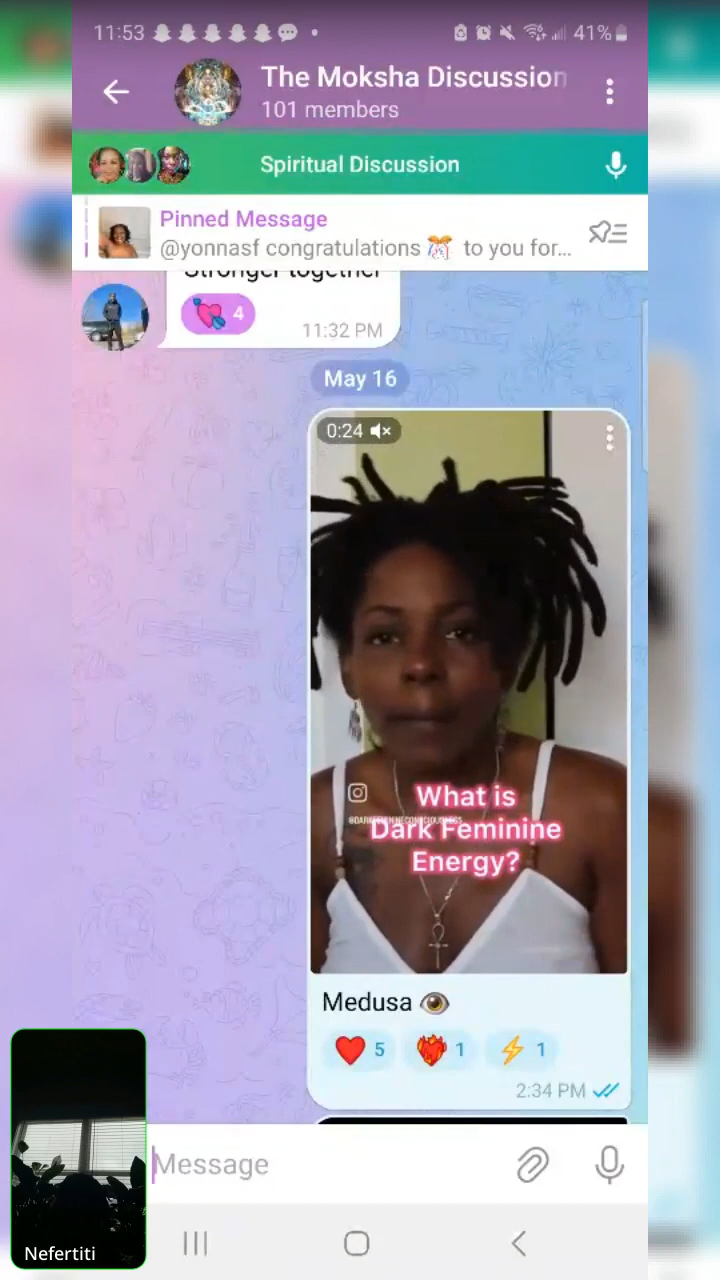 11:53
41%
The Moksha Discussion
101 members
Spiritual Discussion
Pinned Message
@yonnasf congratulations 🎊 to you for...
Stronger together
4
11:32 PM
May 16
0:24
What is
@DARKFEMININECONSCIOUSNESS
Dark Feminine
Energy?
Medusa 👁️
5
1
1
2:34 PM
Message
Nefertiti